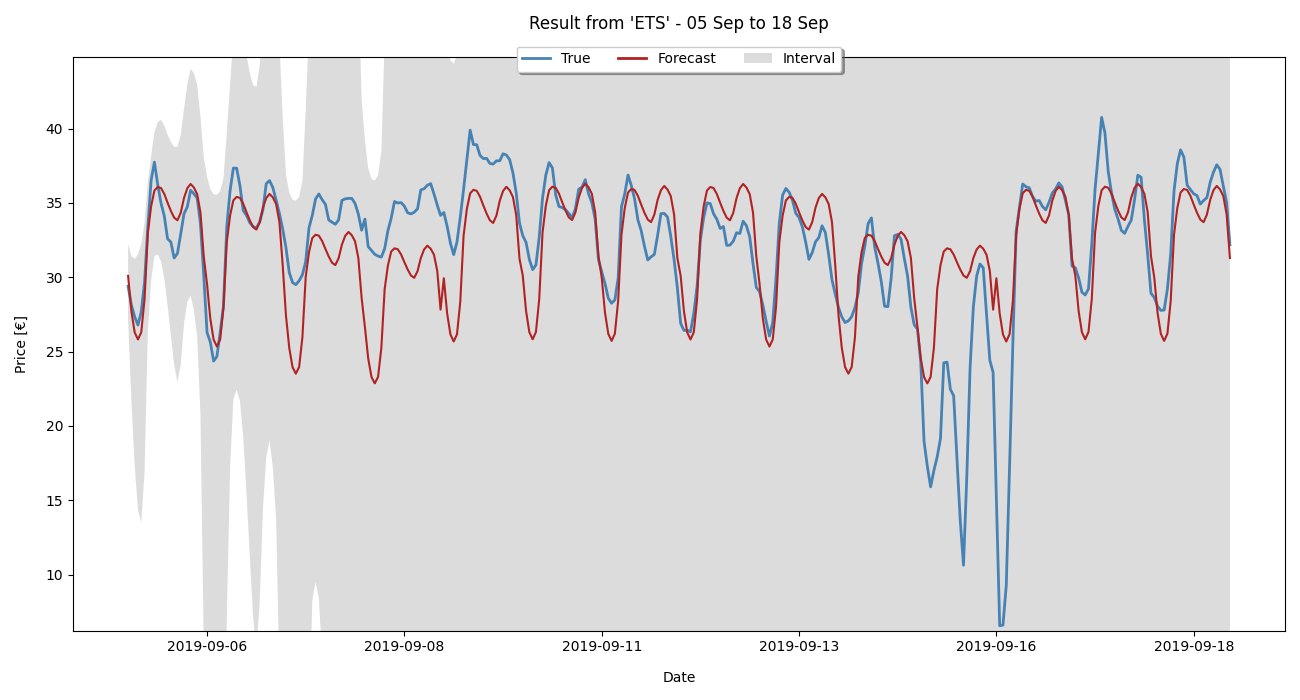 Result from 'ETS' - 05 Sep to 18 Sep
True Forecast Interval
40
35
30
25
20
15
10
Price [€]
2019-09-06 2019-09-08 2019-09-11 2019-09-13 2019-09-16 2019-09-18
Date